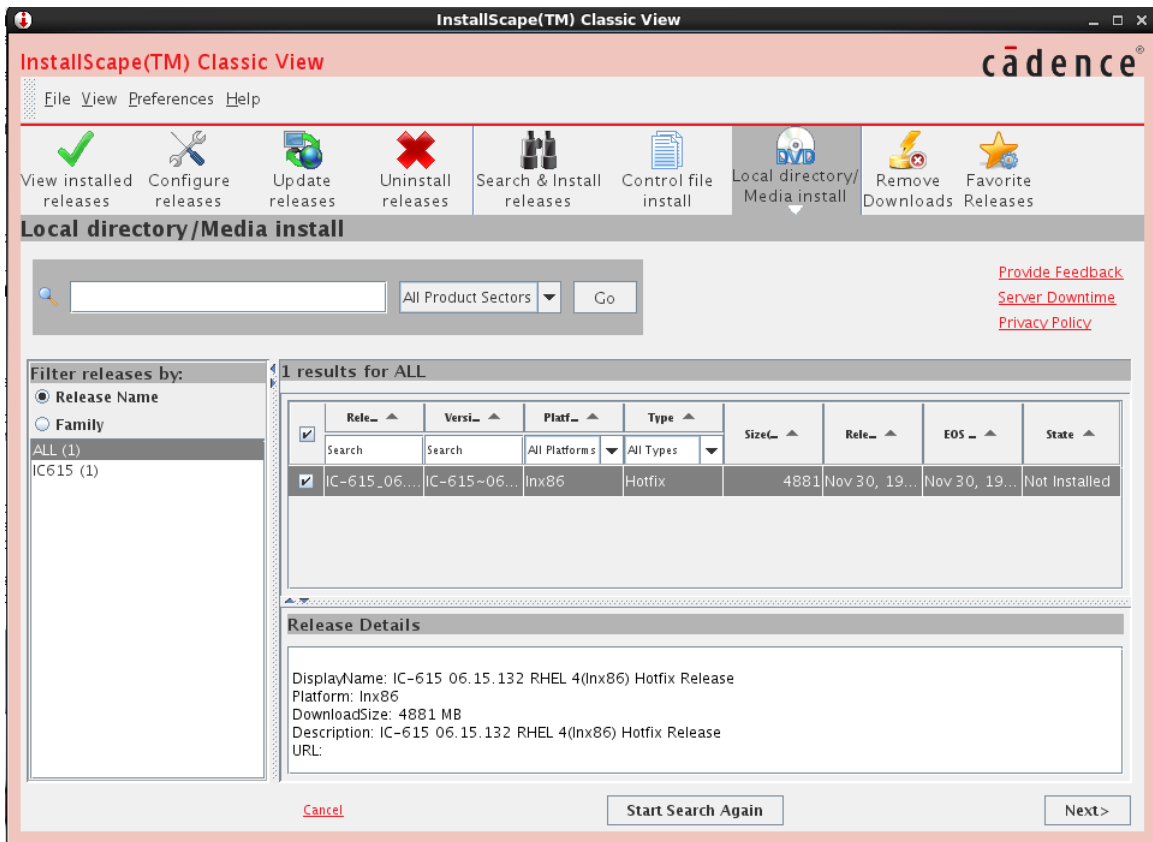 InstallScape(TM) Classic View
InstallScape(TM) Classic View
cādence®
File View Preferences Help
View installed releases
Configure releases
Update releases
Uninstall releases
Search & Install releases
Control file install
Local directory/ Media install
DVD
Remove Downloads
Favorite Releases
Local directory/Media install
All Product Sectors
Go
Provide Feedback
Server Downtime
Privacy Policy
Filter releases by:
Release Name
Family
ALL (1)
IC615 (1)
1 results for ALL
Rele... Versi... Platf... Type Size(... Rele... EOS ... State
Search Search All Platforms All Types
IC-615_06.... IC-615~06... lnx86 Hotfix 4881 Nov 30, 19... Nov 30, 19... Not Installed
Release Details
DisplayName: IC-615 06.15.132 RHEL 4(lnx86) Hotfix Release
Platform: lnx86
DownloadSize: 4881 MB
Description: IC-615 06.15.132 RHEL 4(lnx86) Hotfix Release
URL:
Cancel
Start Search Again
Next>